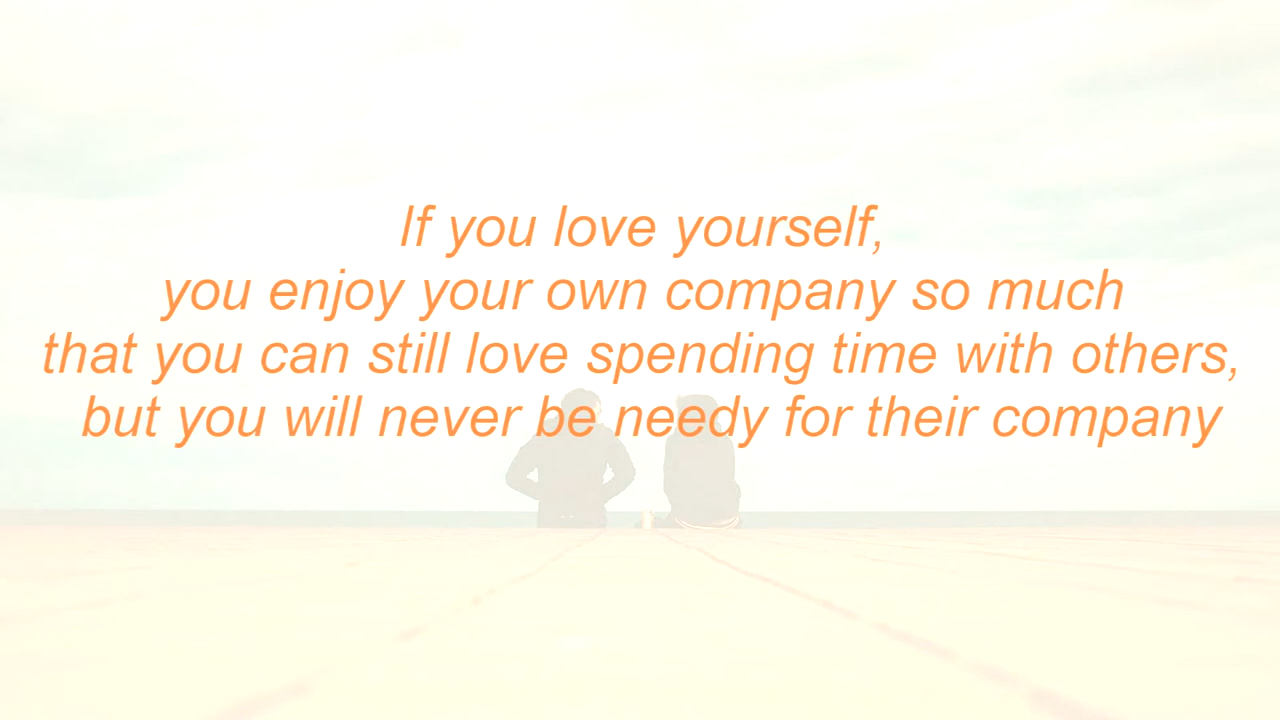 If you love yourself,
you enjoy your own company so much
that you can still love spending time with others,
but you will never be needy for their company